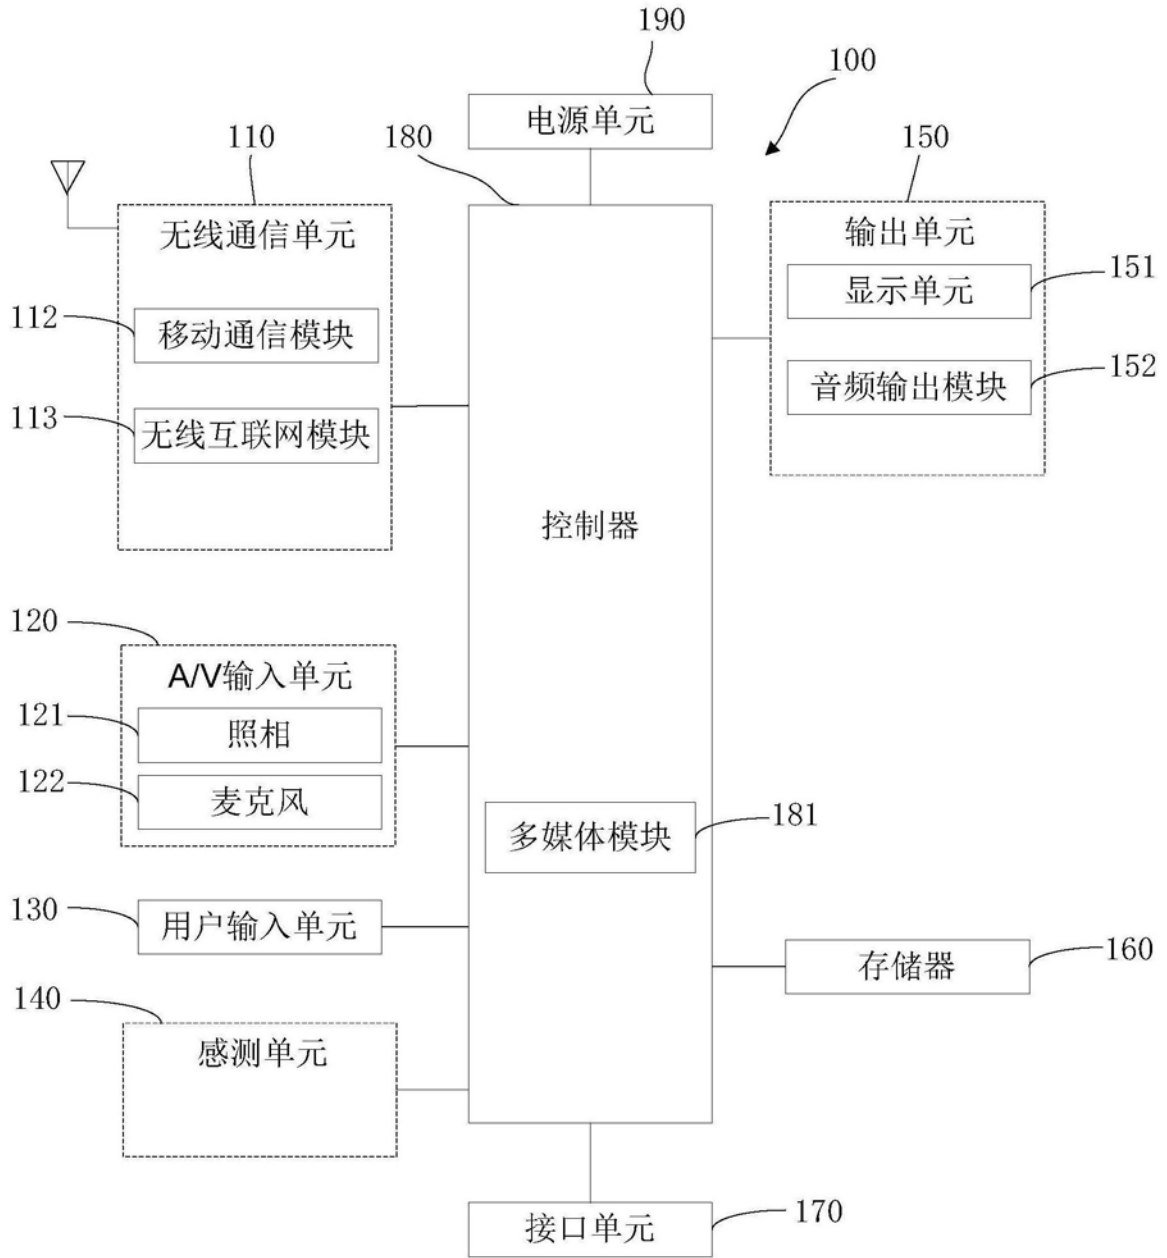 190
100
电源单元
110
180
150
无线通信单元
输出单元
151
显示单元
112
移动通信模块
152
音频输出模块
113
无线互联网模块
控制器
120
A/V输入单元
121
照相
122
麦克风
181
多媒体模块
130
用户输入单元
160
存储器
140
感测单元
170
接口单元